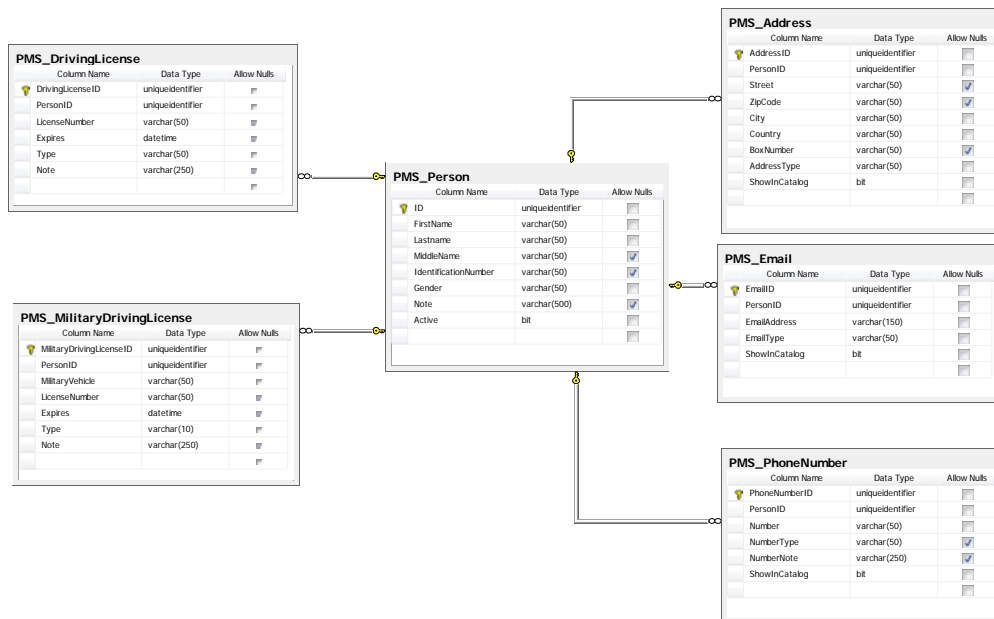 PMS_DrivingLicense
Column Name Data Type Allow Nulls
DrivingLicenseID uniqueidentifier
PersonID uniqueidentifier
LicenseNumber varchar(50)
Expires datetime
Type varchar(50)
Note varchar(250)
PMS_MilitaryDrivingLicense
Column Name Data Type Allow Nulls
MilitaryDrivingLicenseID uniqueidentifier
PersonID uniqueidentifier
MilitaryVehicle varchar(50)
LicenseNumber varchar(50)
Expires datetime
Type varchar(10)
Note varchar(250)
PMS_Person
Column Name Data Type Allow Nulls
ID uniqueidentifier
FirstName varchar(50)
Lastname varchar(50)
MiddleName varchar(50)
IdentificationNumber varchar(50)
Gender varchar(50)
Note varchar(500)
Active bit
PMS_Address
Column Name Data Type Allow Nulls
AddressID uniqueidentifier
PersonID uniqueidentifier
Street varchar(50)
ZipCode varchar(50)
City varchar(50)
Country varchar(50)
BoxNumber varchar(50)
AddressType varchar(50)
ShowInCatalog bit
PMS_Email
Column Name Data Type Allow Nulls
EmailID uniqueidentifier
PersonID uniqueidentifier
EmailAddress varchar(150)
EmailType varchar(50)
ShowInCatalog bit
PMS_PhoneNumber
Column Name Data Type Allow Nulls
PhoneNumberID uniqueidentifier
PersonID uniqueidentifier
Number varchar(50)
NumberType varchar(50)
NumberNote varchar(250)
ShowInCatalog bit